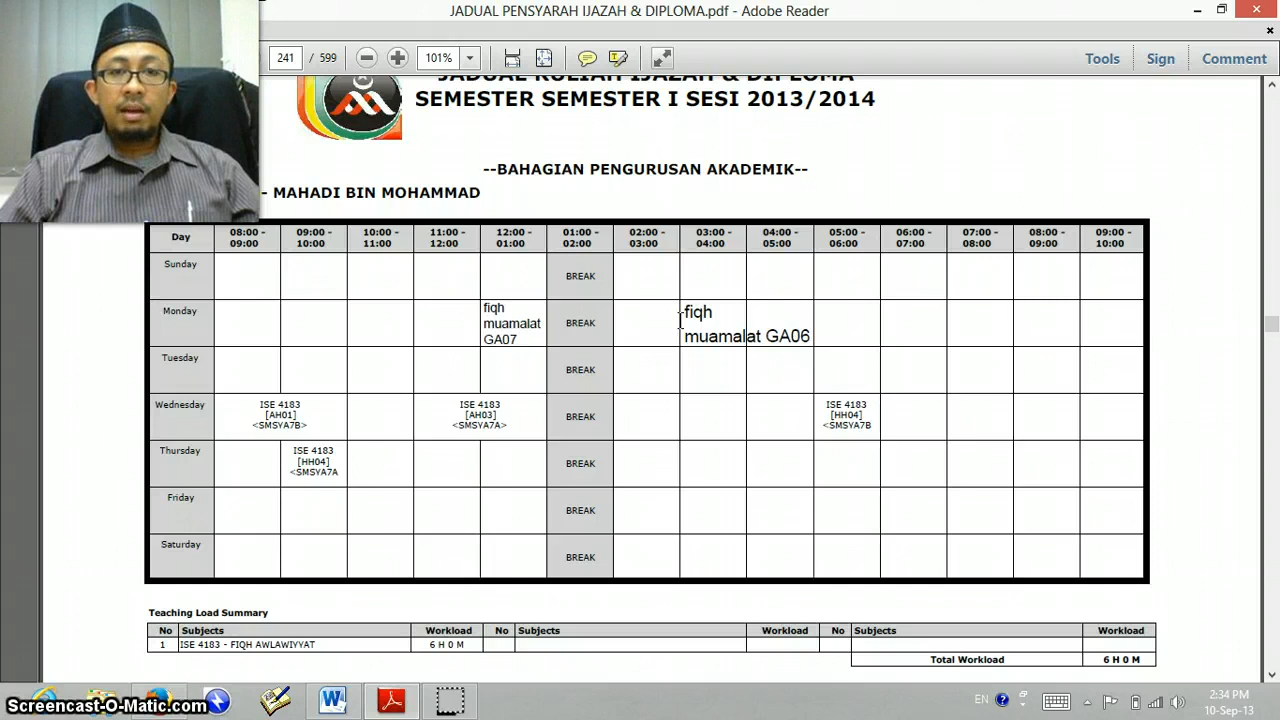 JADUAL PENSYARAH IJAZAH & DIPLOMA.pdf - Adobe Reader
241 / 599 101% Tools Sign Comment
JADUAL KULIAH IJAZAH & DIPLOMA
SEMESTER SEMESTER I SESI 2013/2014
--BAHAGIAN PENGURUSAN AKADEMIK--
- MAHADI BIN MOHAMMAD
Day 08:00 - 09:00 09:00 - 10:00 10:00 - 11:00 11:00 - 12:00 12:00 - 01:00 01:00 - 02:00 02:00 - 03:00 03:00 - 04:00 04:00 - 05:00 05:00 - 06:00 06:00 - 07:00 07:00 - 08:00 08:00 - 09:00 09:00 - 10:00
Sunday BREAK
Monday fiqh muamalat GA07 BREAK fiqh muamalat GA06
Tuesday BREAK
Wednesday ISE 4183 [AH01] <SMSYA7B> ISE 4183 [AH03] <SMSYA7A> BREAK ISE 4183 [HH04] <SMSYA7B
Thursday ISE 4183 [HH04] <SMSYA7A BREAK
Friday BREAK
Saturday BREAK
Teaching Load Summary
No Subjects Workload No Subjects Workload No Subjects Workload
1 ISE 4183 - FIQH AWLAWIYYAT 6 H 0 M
Total Workload 6 H 0 M
EN 2:34 PM
10-Sep-13
Screencast-O-Matic.com